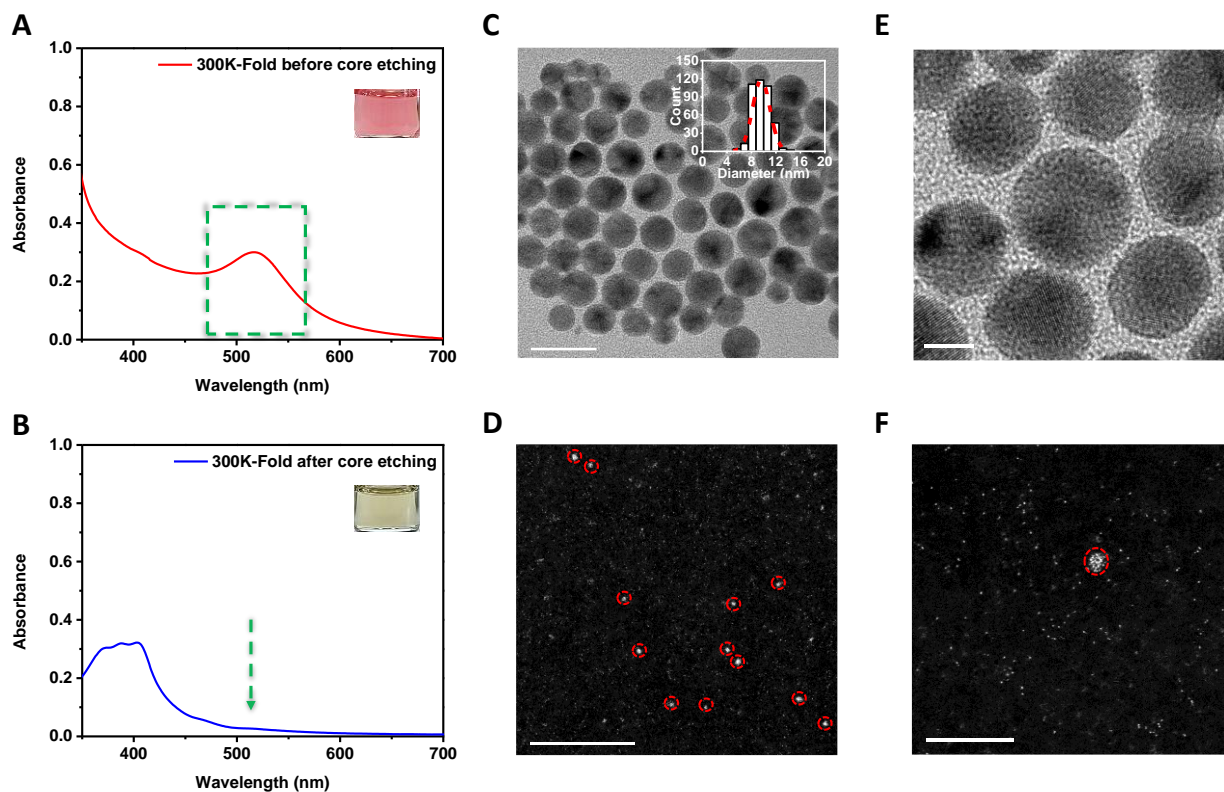 A
1.0
300K-Fold before core etching
0.8
0.6
0.4
0.2
0.0
400 500 600 700
Absorbance
Wavelength (nm)
B
1.0
300K-Fold after core etching
0.8
0.6
0.4
0.2
0.0
400 500 600 700
Absorbance
Wavelength (nm)
C
150
120
90
60
30
0
0 4 8 12 16 20
Count
Diameter (nm)
D
E
F